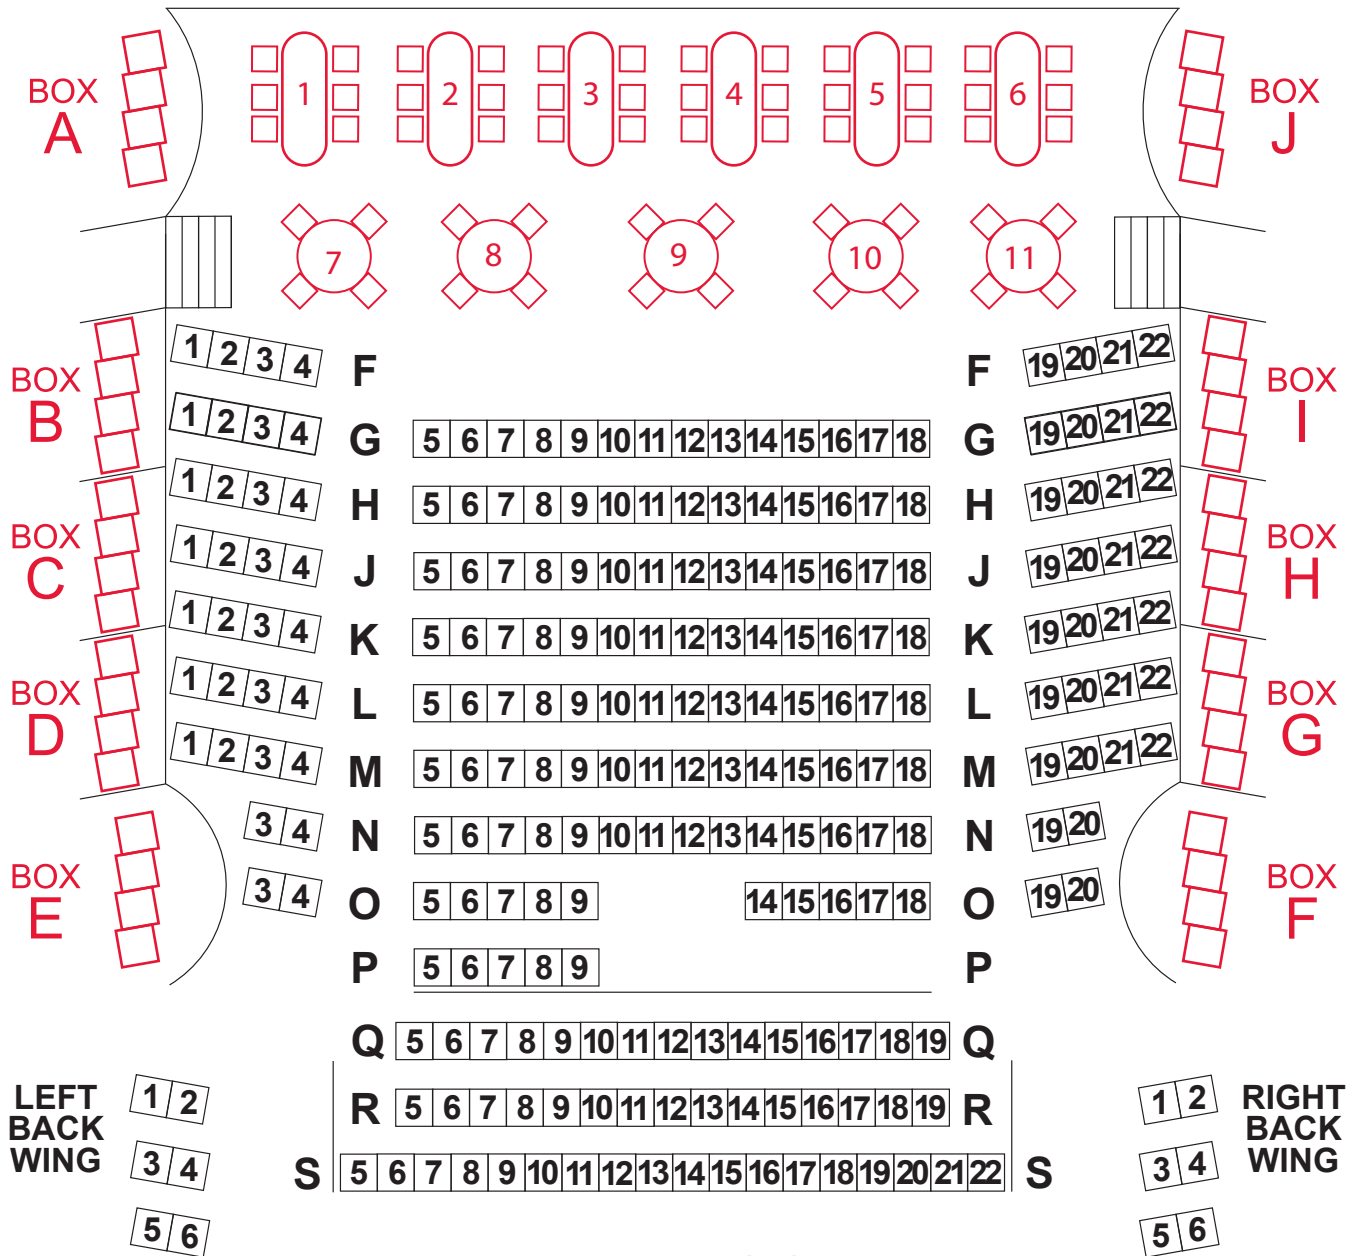 BOX A
1 2 3 4 5 6
BOX J
7 8 9 10 11
BOX B
1 2 3 4 F
F 19 20 21 22
BOX I
1 2 3 4 G 5 6 7 8 9 10 11 12 13 14 15 16 17 18 G 19 20 21 22
BOX C
1 2 3 4 H 5 6 7 8 9 10 11 12 13 14 15 16 17 18 H 19 20 21 22
BOX H
1 2 3 4 J 5 6 7 8 9 10 11 12 13 14 15 16 17 18 J 19 20 21 22
1 2 3 4 K 5 6 7 8 9 10 11 12 13 14 15 16 17 18 K 19 20 21 22
BOX D
1 2 3 4 L 5 6 7 8 9 10 11 12 13 14 15 16 17 18 L 19 20 21 22
BOX G
1 2 3 4 M 5 6 7 8 9 10 11 12 13 14 15 16 17 18 M 19 20 21 22
3 4 N 5 6 7 8 9 10 11 12 13 14 15 16 17 18 N 19 20
BOX E
3 4 O 5 6 7 8 9 14 15 16 17 18 O 19 20
BOX F
P 5 6 7 8 9 P
Q 5 6 7 8 9 10 11 12 13 14 15 16 17 18 19 Q
R 5 6 7 8 9 10 11 12 13 14 15 16 17 18 19 R
S 5 6 7 8 9 10 11 12 13 14 15 16 17 18 19 20 21 22 S
LEFT
BACK
WING
1 2
3 4
5 6
RIGHT
BACK
WING
1 2
3 4
5 6